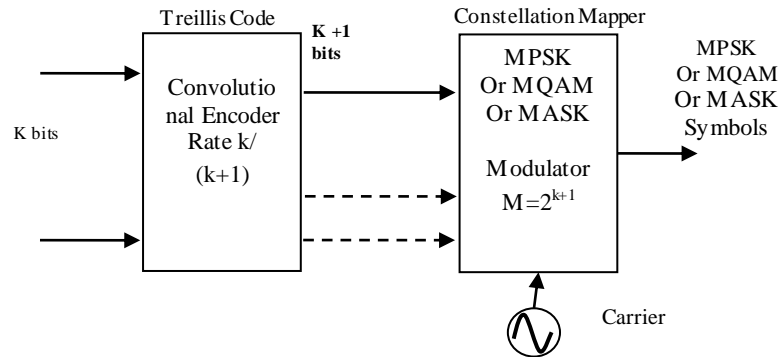 Treillis Code
Constellation Mapper
K bits
Convolutio
nal Encoder
Rate k/
(k+1)
K +1
bits
MPSK
Or MQAM
Or MASK
Modulator
M=2^{k+1}
MPSK
Or MQAM
Or MASK
Symbols
Carrier